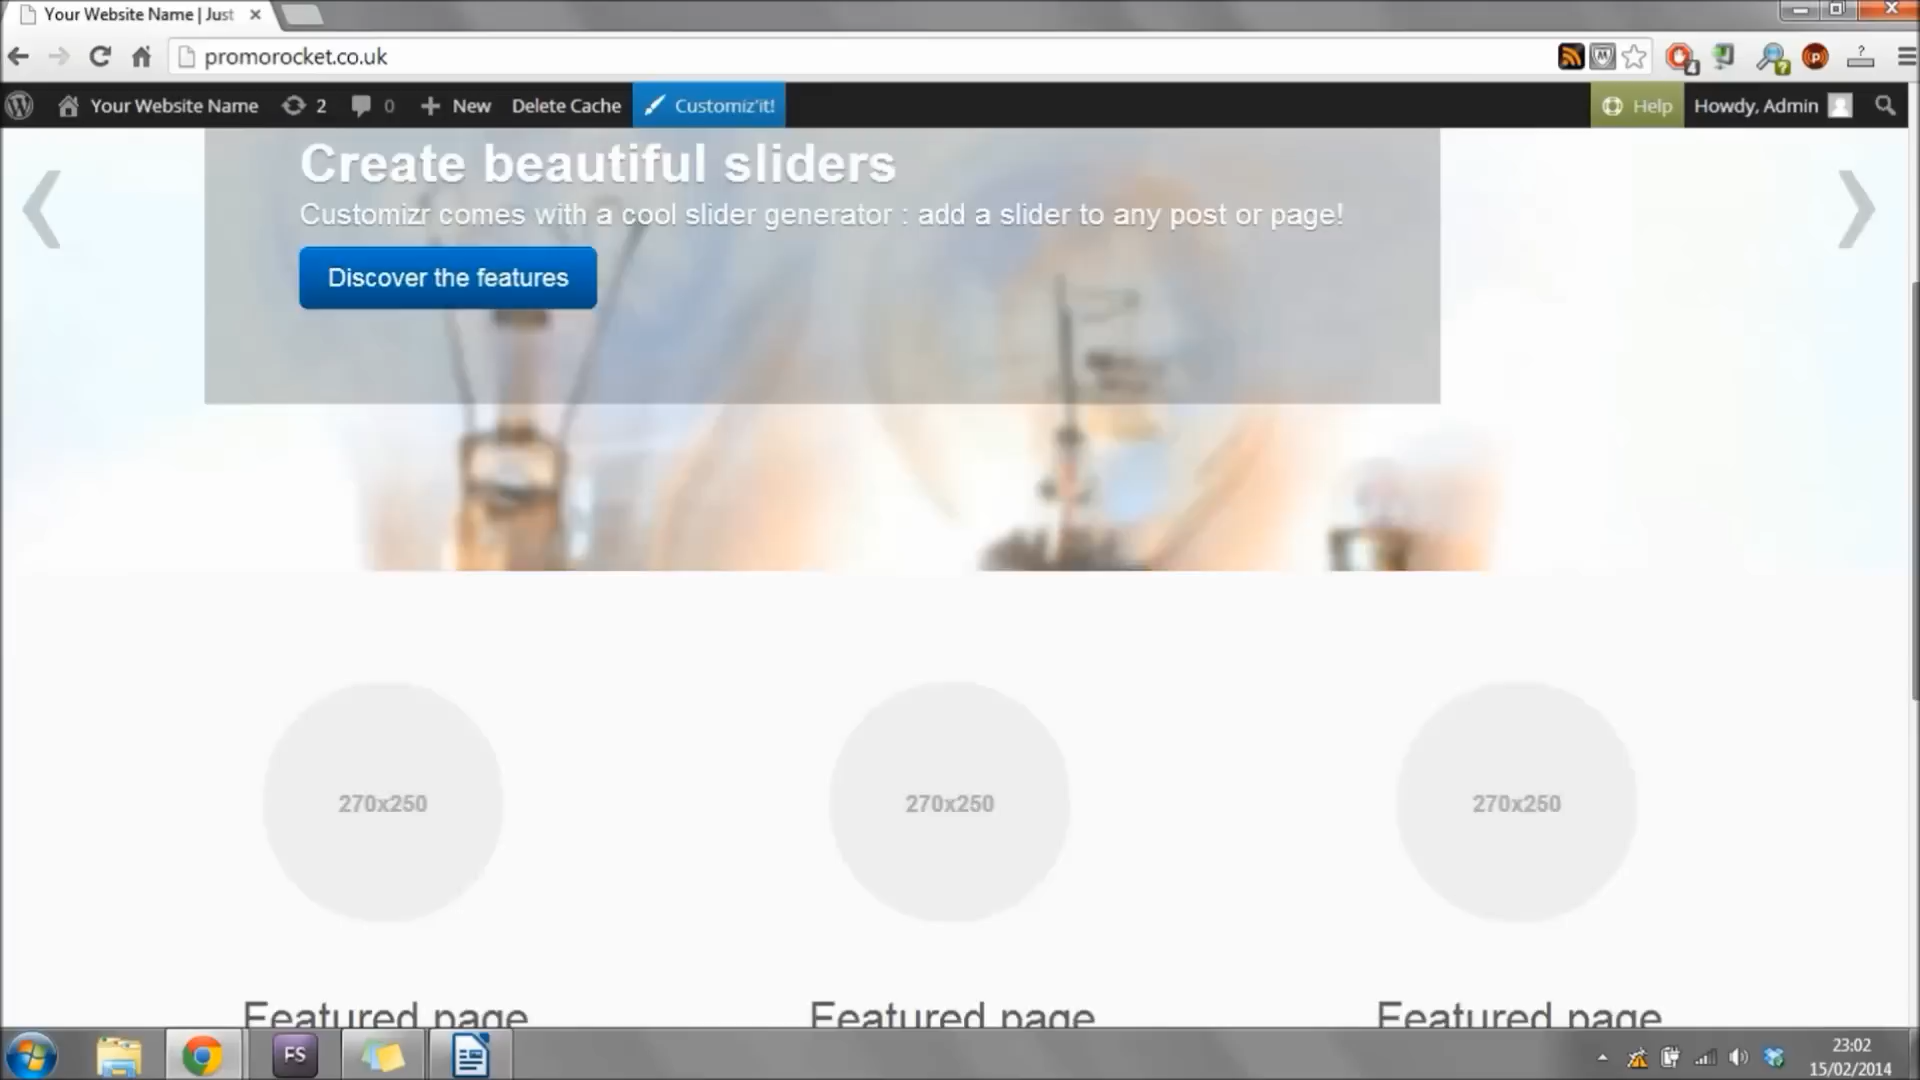 Your Website Name | Just
promorocket.co.uk
4
?
p
?
Your Website Name 2 0 New Delete Cache Customiz'it! Help Howdy, Admin
Create beautiful sliders
Customizr comes with a cool slider generator : add a slider to any post or page!
Discover the features
270x250 270x250 270x250
Featured page Featured page Featured page
FS
23:02
15/02/2014